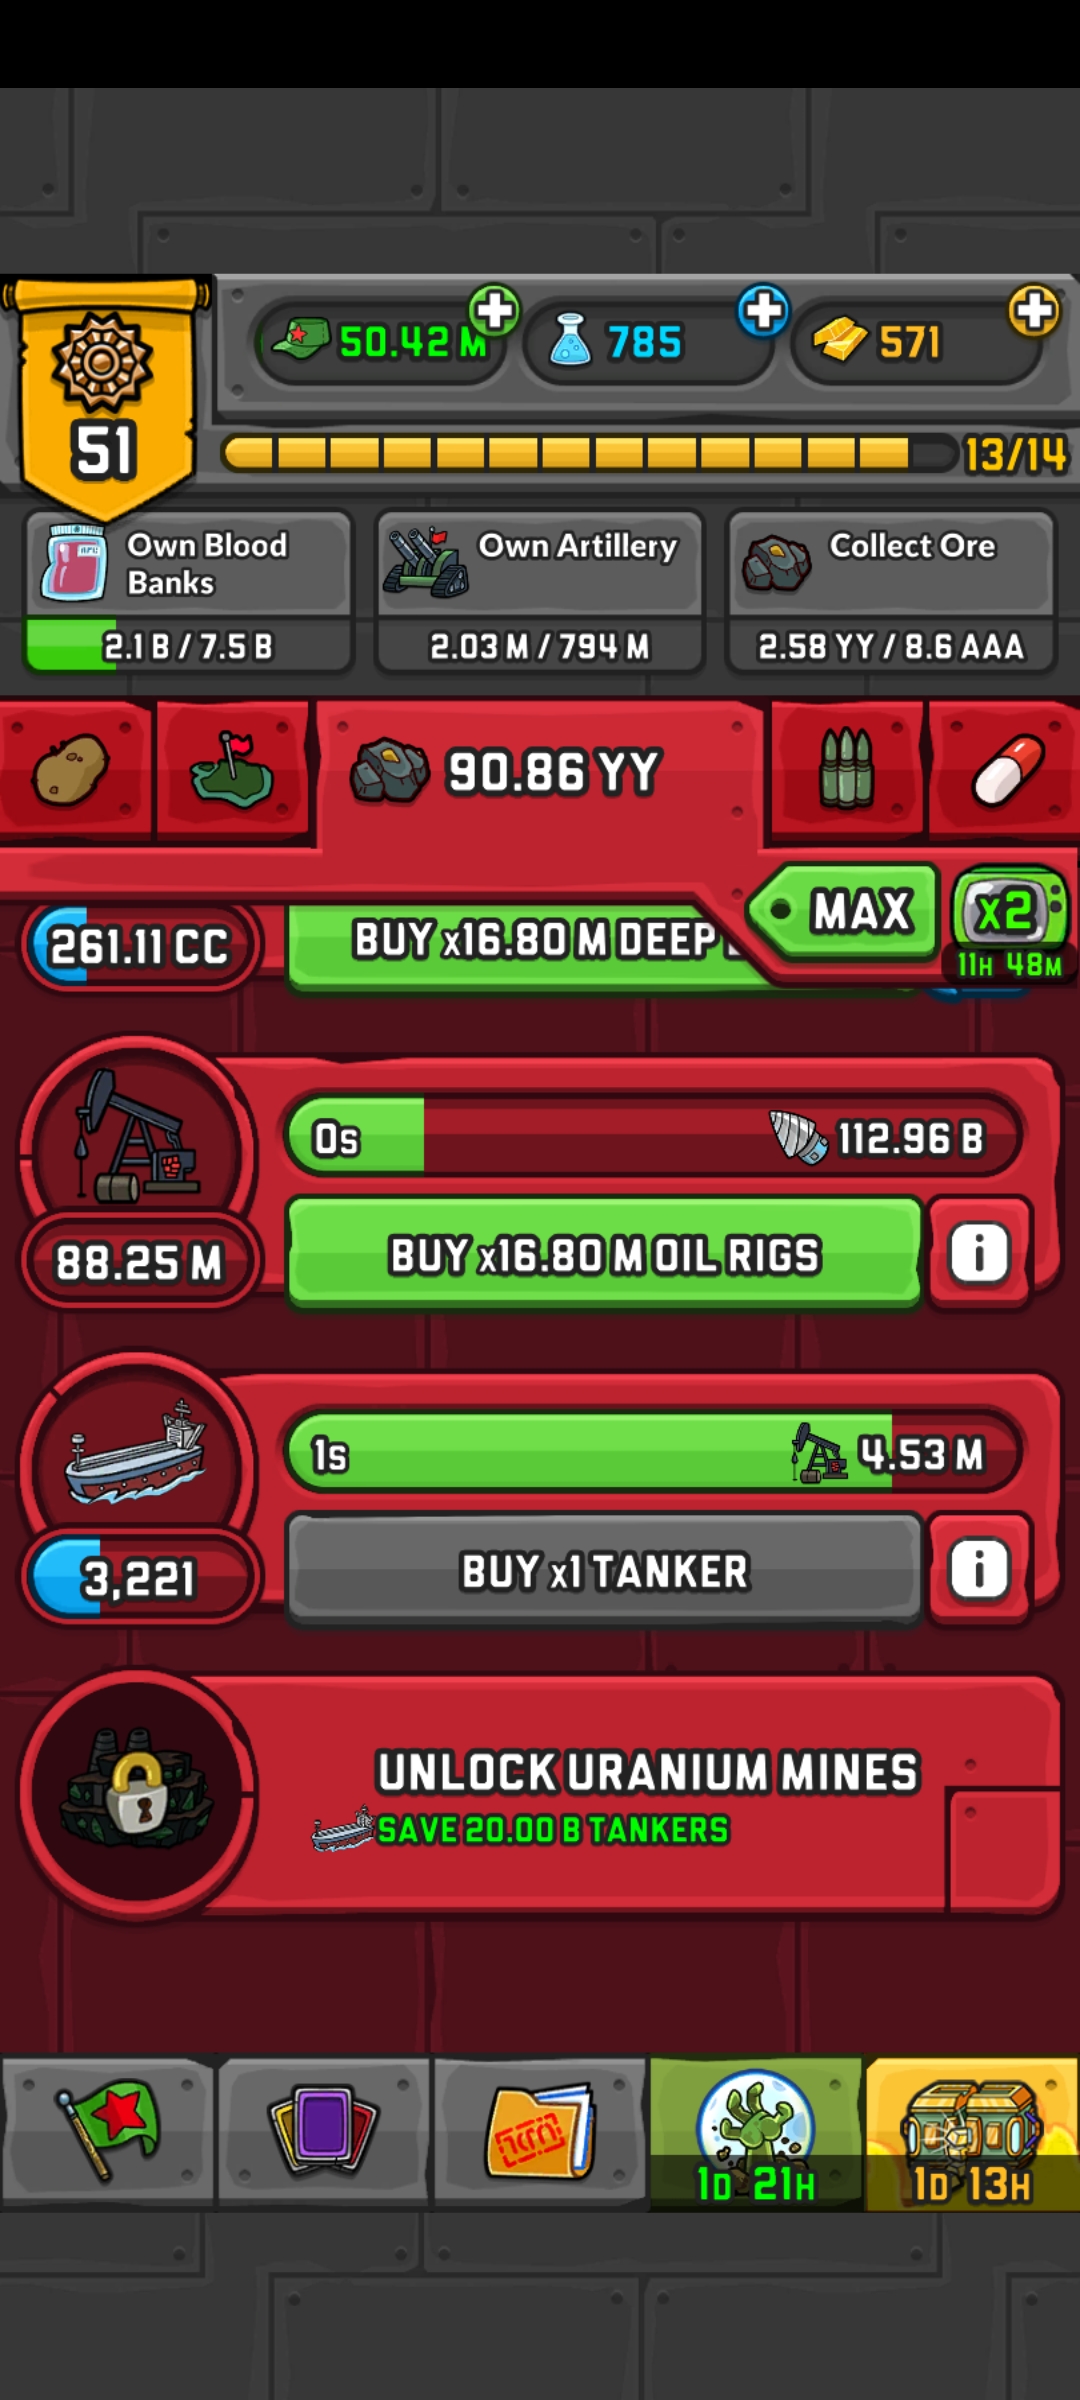 50.42 M
785
571
51
13/14
Own Blood
Banks
Own Artillery
Collect Ore
2.1 B / 7.5 B
2.03 M / 794 M
2.58 YY / 8.6 AAA
90.86 YY
MAX
x2
11H 48M
261.11 CC
BUY x16.80 M DEEP
0s
112.96 B
88.25 M
BUY x16.80 M OIL RIGS
i
1s
4.53 M
3,221
BUY x1 TANKER
i
UNLOCK URANIUM MINES
SAVE 20.00 B TANKERS
1D 21H
1D 13H